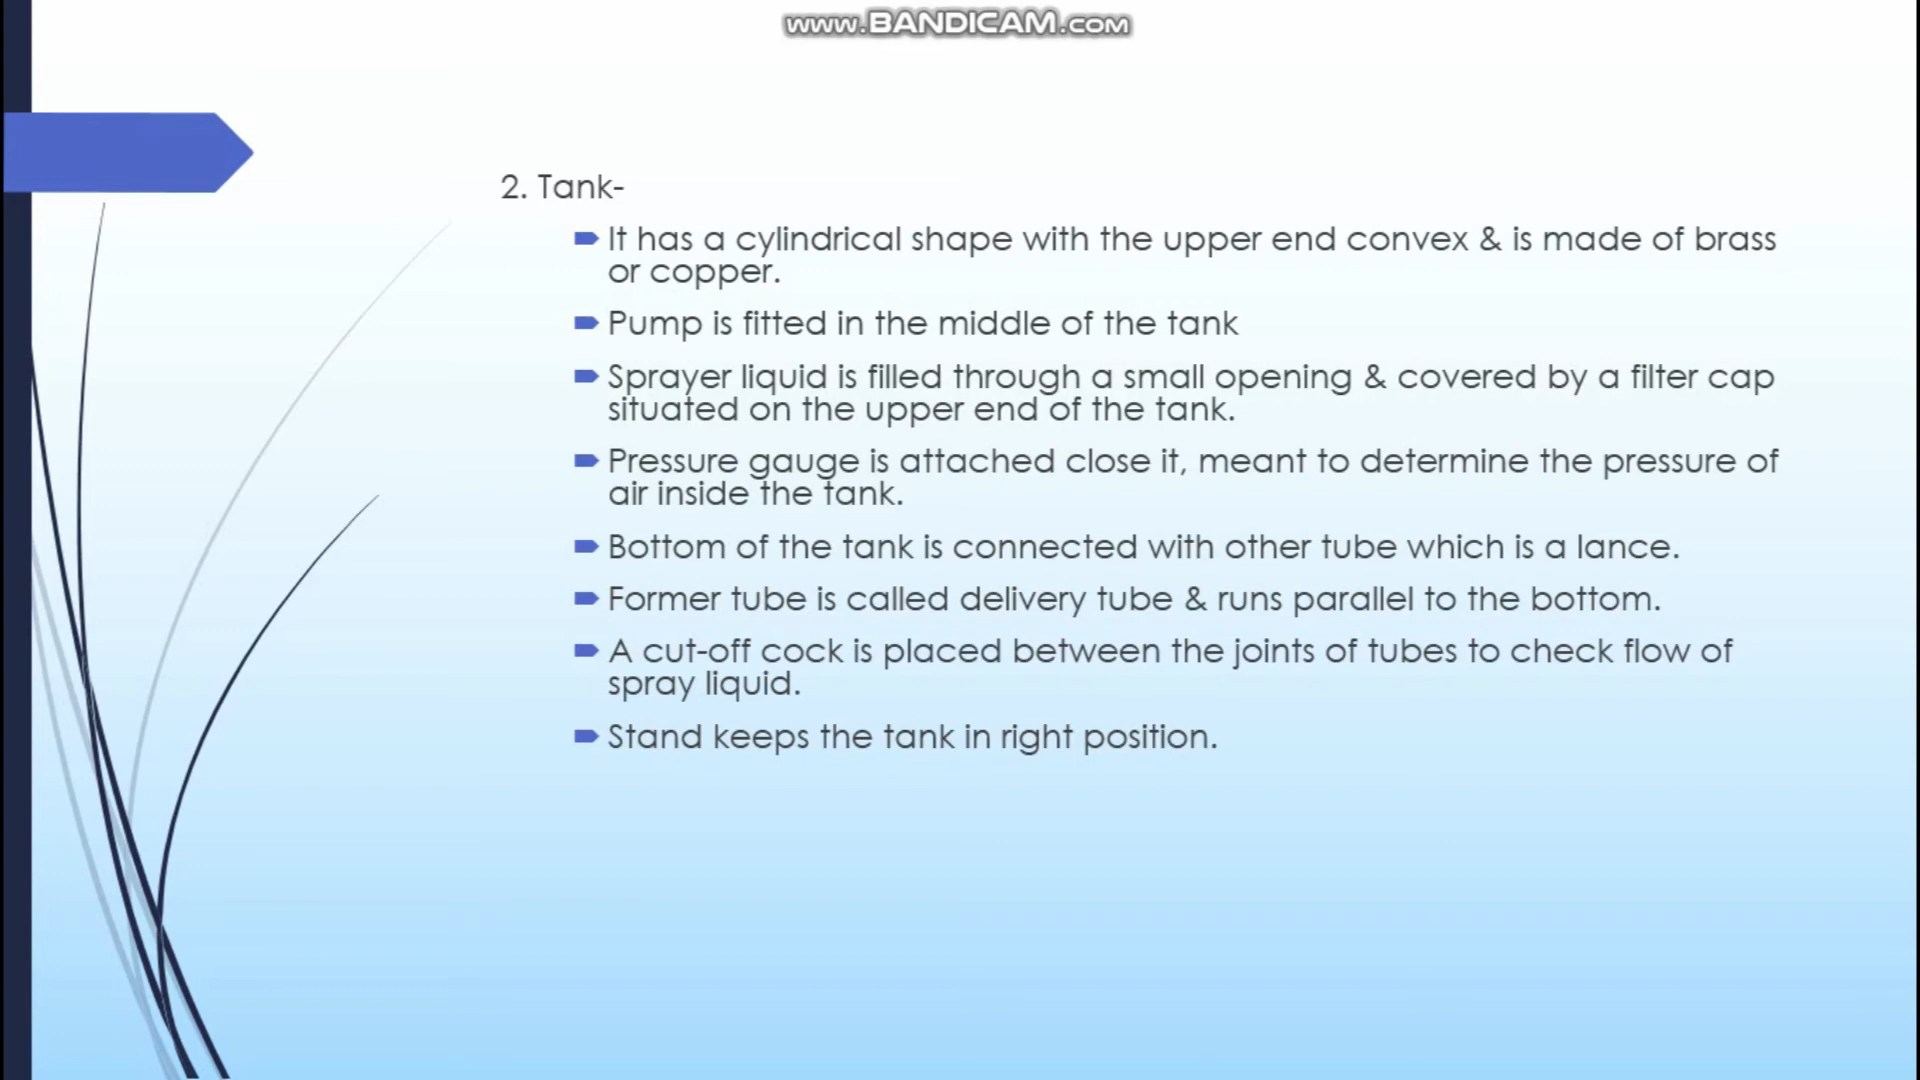 www.BANDICAM.com
2. Tank-
It has a cylindrical shape with the upper end convex & is made of brass
or copper.
Pump is fitted in the middle of the tank
Sprayer liquid is filled through a small opening & covered by a filter cap
situated on the upper end of the tank.
Pressure gauge is attached close it, meant to determine the pressure of
air inside the tank.
Bottom of the tank is connected with other tube which is a lance.
Former tube is called delivery tube & runs parallel to the bottom.
A cut-off cock is placed between the joints of tubes to check flow of
spray liquid.
Stand keeps the tank in right position.